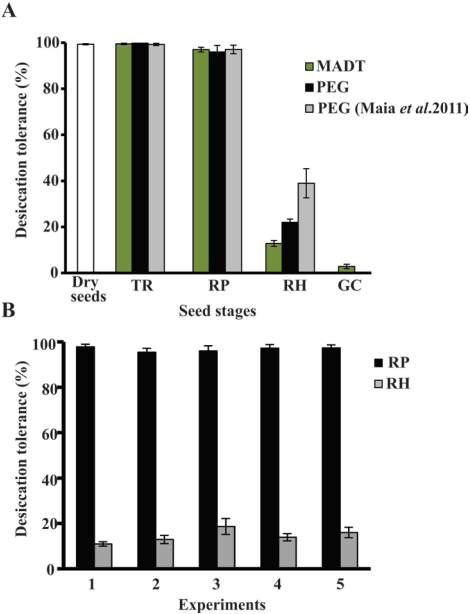 A
Desiccation tolerance (%)
100
80
60
40
20
0
MADT
PEG
PEG (Maia et al.2011)
Dry seeds
TR
RP
RH
GC
Seed stages
B
Desiccation tolerance (%)
100
80
60
40
20
0
RP
RH
1 2 3 4 5
Experiments